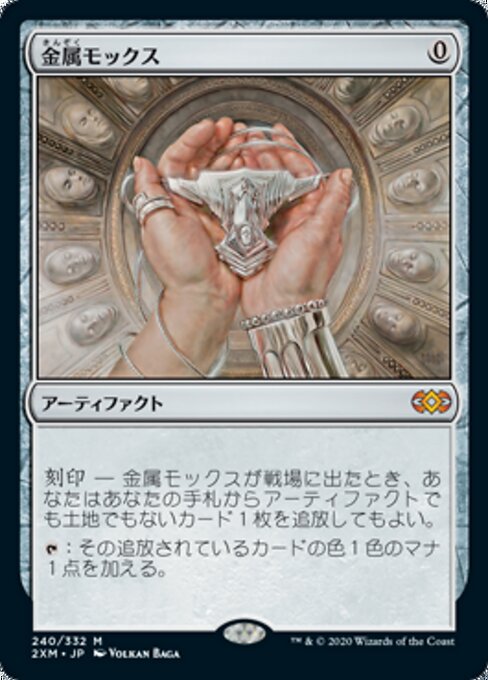 きんぞく
金属モックス 0
アーティファクト
刻印 ― 金属モックスが戦場に出たとき、あ
なたはあなたの手札からアーティファクトで
も土地でもないカード1枚を追放してもよい。
:その追放されているカードの色1色のマナ
1点を加える。
240/332 M
™ & © 2020 Wizards of the Coast
2XM • JP Volkan Baga